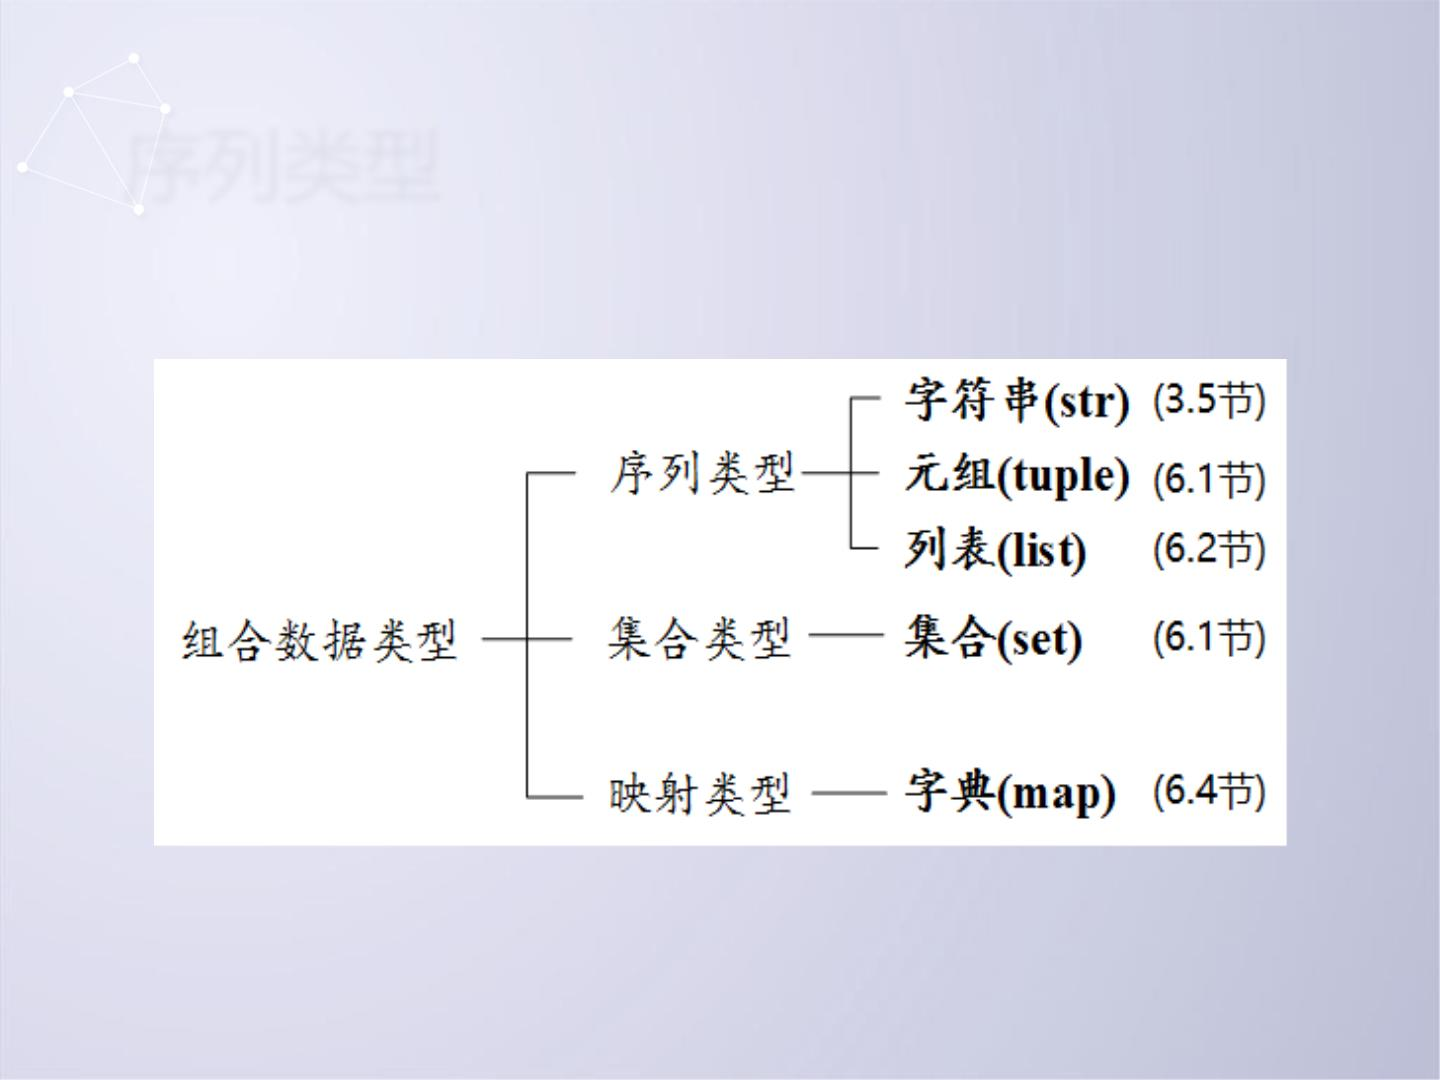 序列类型
字符串(str) (3.5节)
序列类型 元组(tuple) (6.1节)
列表(list) (6.2节)
组合数据类型 集合类型 集合(set) (6.1节)
映射类型 字典(map) (6.4节)